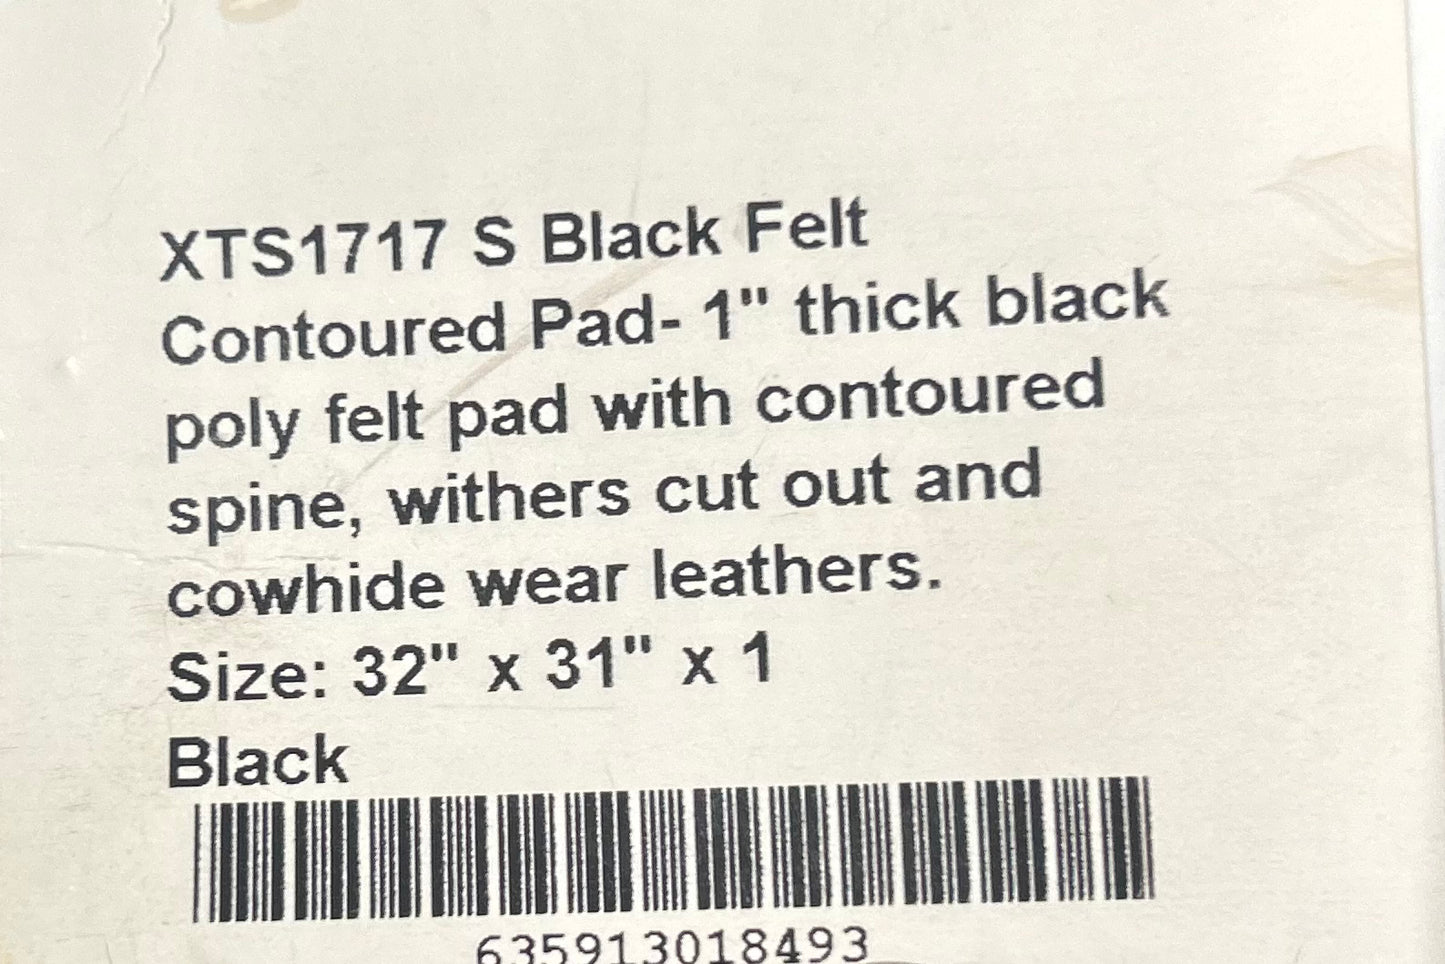 XTS1717 S Black Felt
Contoured Pad- 1" thick black
poly felt pad with contoured
spine, withers cut out and
cowhide wear leathers.
Size: 32" x 31" x 1
Black
635913018493